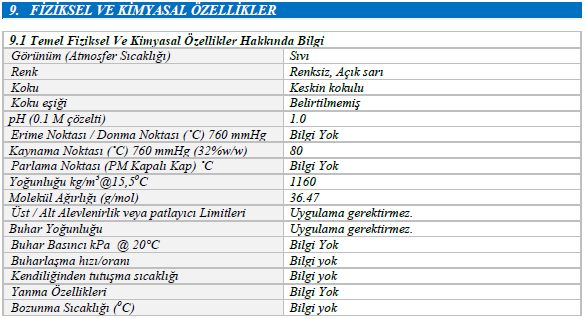 9. FİZİKSEL VE KİMYASAL ÖZELLİKLER
9.1 Temel Fiziksel Ve Kimyasal Özellikler Hakkında Bilgi
Görünüm (Atmosfer Sıcaklığı) Sıvı
Renk Renksiz, Açık sarı
Koku Keskin kokulu
Koku eşiği Belirtilmemiş
pH (0.1 M çözelti) 1.0
Erime Noktası / Donma Noktası (˚C) 760 mmHg Bilgi Yok
Kaynama Noktası (˚C) 760 mmHg (32%w/w) 80
Parlama Noktası (PM Kapalı Kap) ˚C Bilgi Yok
Yoğunluğu kg/m³@15,5⁰C 1160
Molekül Ağırlığı (g/mol) 36.47
Üst / Alt Alevlenirlik veya patlayıcı Limitleri Uygulama gerektirmez.
Buhar Yoğunluğu Uygulama gerektirmez.
Buhar Basıncı kPa @ 20°C Bilgi Yok
Buharlaşma hızı/oranı Bilgi yok
Kendiliğinden tutuşma sıcaklığı Bilgi yok
Yanma Özellikleri Bilgi Yok
Bozunma Sıcaklığı (⁰C) Bilgi yok